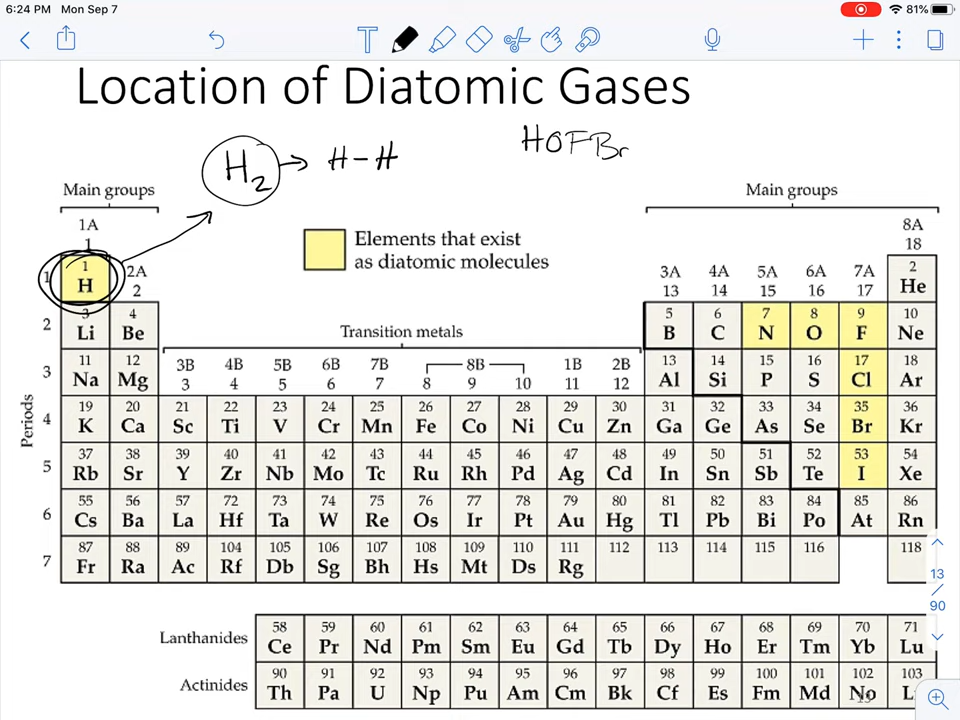 6:24 PM Mon Sep 7 81%
T
Location of Diatomic Gases
H2 → H-H HOFBr
Main groups Main groups
1A 8A
1 18
Elements that exist
as diatomic molecules
1 1 2A 3A 4A 5A 6A 7A 2
H 2 13 14 15 16 17 He
2 3 4 5 6 7 8 9 10
Li Be Transition metals B C N O F Ne
3 11 12 3B 4B 5B 6B 7B 8B 1B 2B 13 14 15 16 17 18
Na Mg 3 4 5 6 7 8 9 10 11 12 Al Si P S Cl Ar
Periods
4 19 20 21 22 23 24 25 26 27 28 29 30 31 32 33 34 35 36
K Ca Sc Ti V Cr Mn Fe Co Ni Cu Zn Ga Ge As Se Br Kr
5 37 38 39 40 41 42 43 44 45 46 47 48 49 50 51 52 53 54
Rb Sr Y Zr Nb Mo Tc Ru Rh Pd Ag Cd In Sn Sb Te I Xe
6 55 56 57 72 73 74 75 76 77 78 79 80 81 82 83 84 85 86
Cs Ba La Hf Ta W Re Os Ir Pt Au Hg Tl Pb Bi Po At Rn
7 87 88 89 104 105 106 107 108 109 110 111 112 113 114 115 116 118
Fr Ra Ac Rf Db Sg Bh Hs Mt Ds Rg
13
/
90
Lanthanides 58 59 60 61 62 63 64 65 66 67 68 69 70 71
Ce Pr Nd Pm Sm Eu Gd Tb Dy Ho Er Tm Yb Lu
Actinides 90 91 92 93 94 95 96 97 98 99 100 101 102 103
Th Pa U Np Pu Am Cm Bk Cf Es Fm Md No